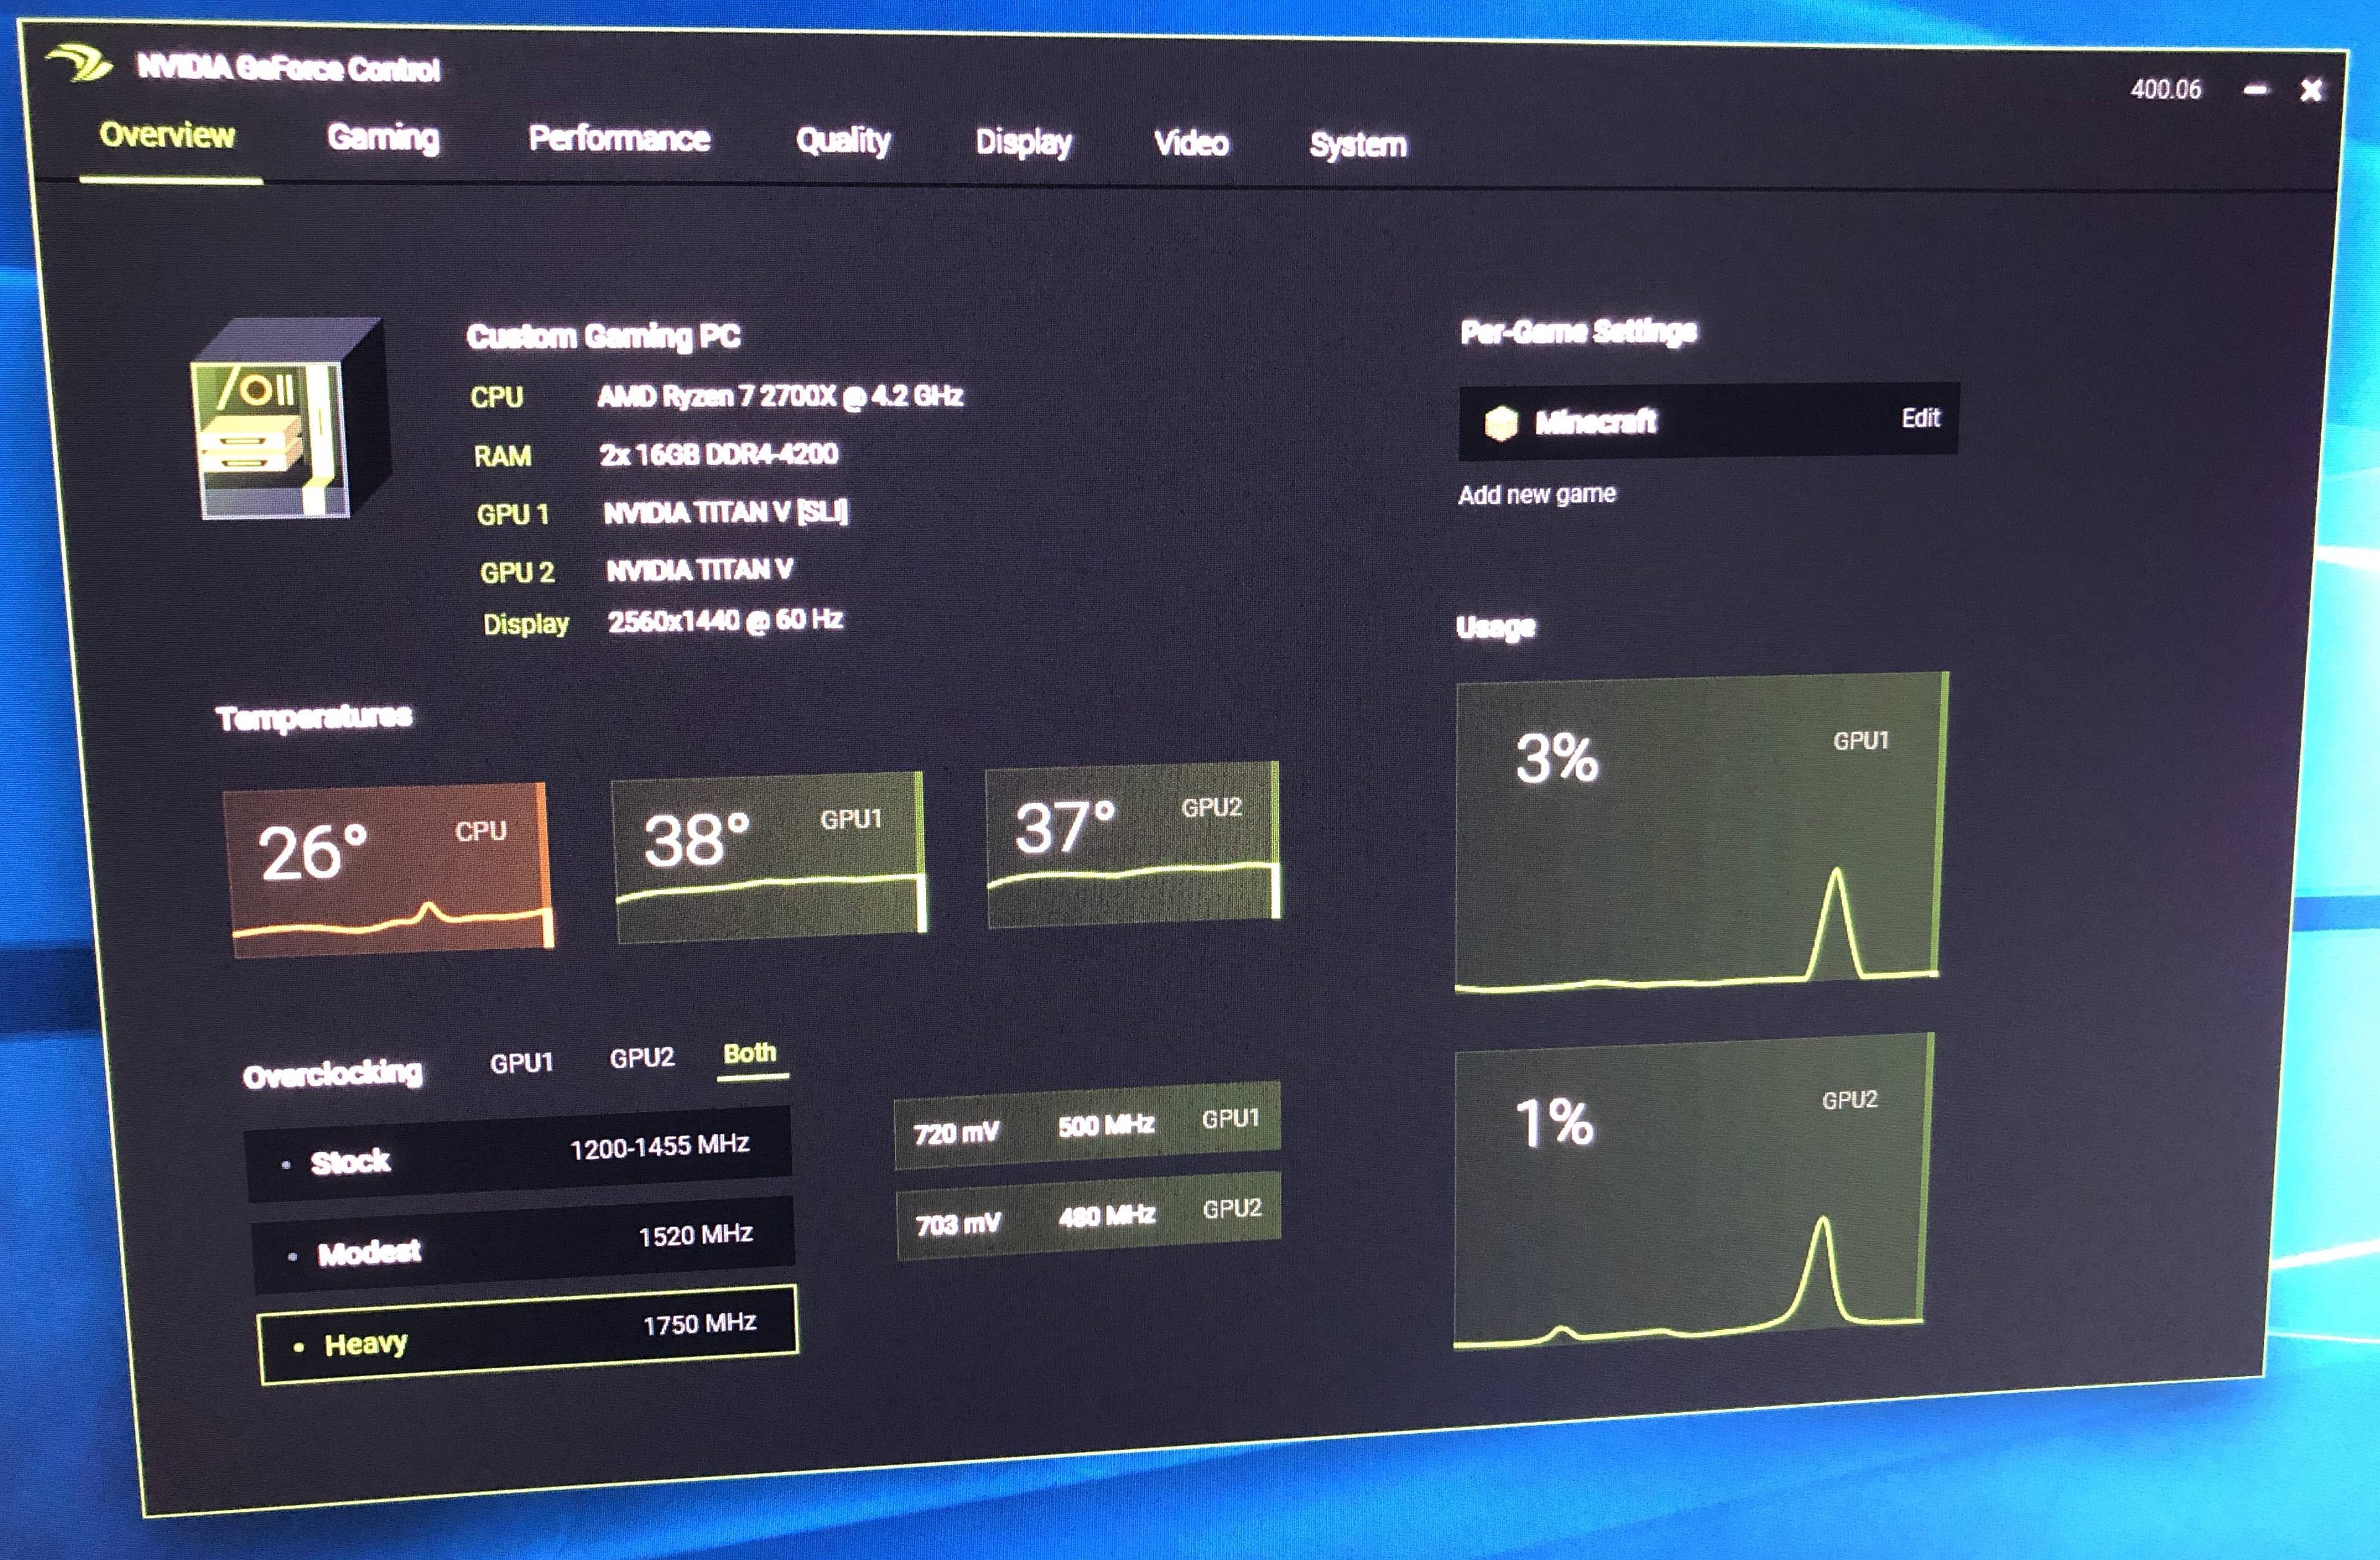 NVIDIA GeForce Control
400.06
Overview Gaming Performance Quality Display Video System
Custom Gaming PC
CPU AMD Ryzen 7 2700X @ 4.2 GHz
RAM 2x 16GB DDR4-4200
GPU 1 NVIDIA TITAN V [SLI]
GPU 2 NVIDIA TITAN V
Display 2560x1440 @ 60 Hz
Per-Game Settings
Minecraft Edit
Add new game
Temperatures
26° CPU
38° GPU1
37° GPU2
Usage
3% GPU1
1% GPU2
Overclocking GPU1 GPU2 Both
• Stock 1200-1455 MHz
• Modest 1520 MHz
• Heavy 1750 MHz
720 mV 500 MHz GPU1
703 mV 480 MHz GPU2